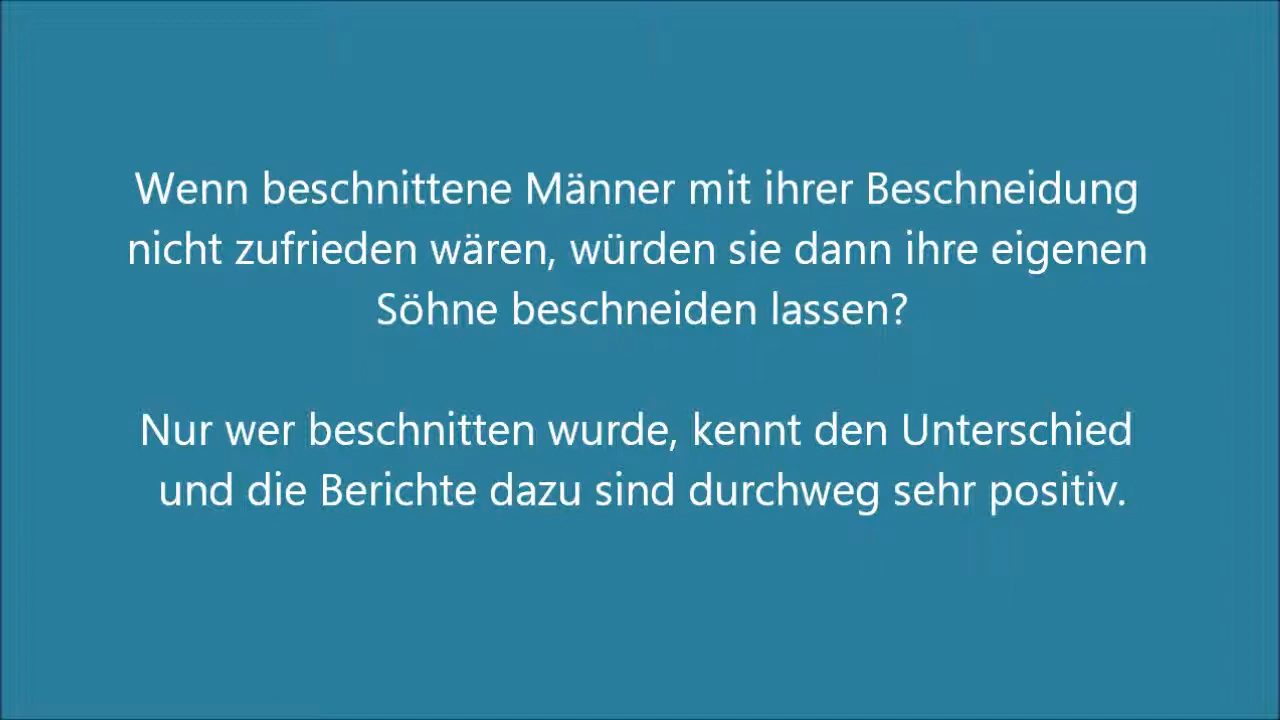 Wenn beschnittene Männer mit ihrer Beschneidung
nicht zufrieden wären, würden sie dann ihre eigenen
Söhne beschneiden lassen?
Nur wer beschnitten wurde, kennt den Unterschied
und die Berichte dazu sind durchweg sehr positiv.